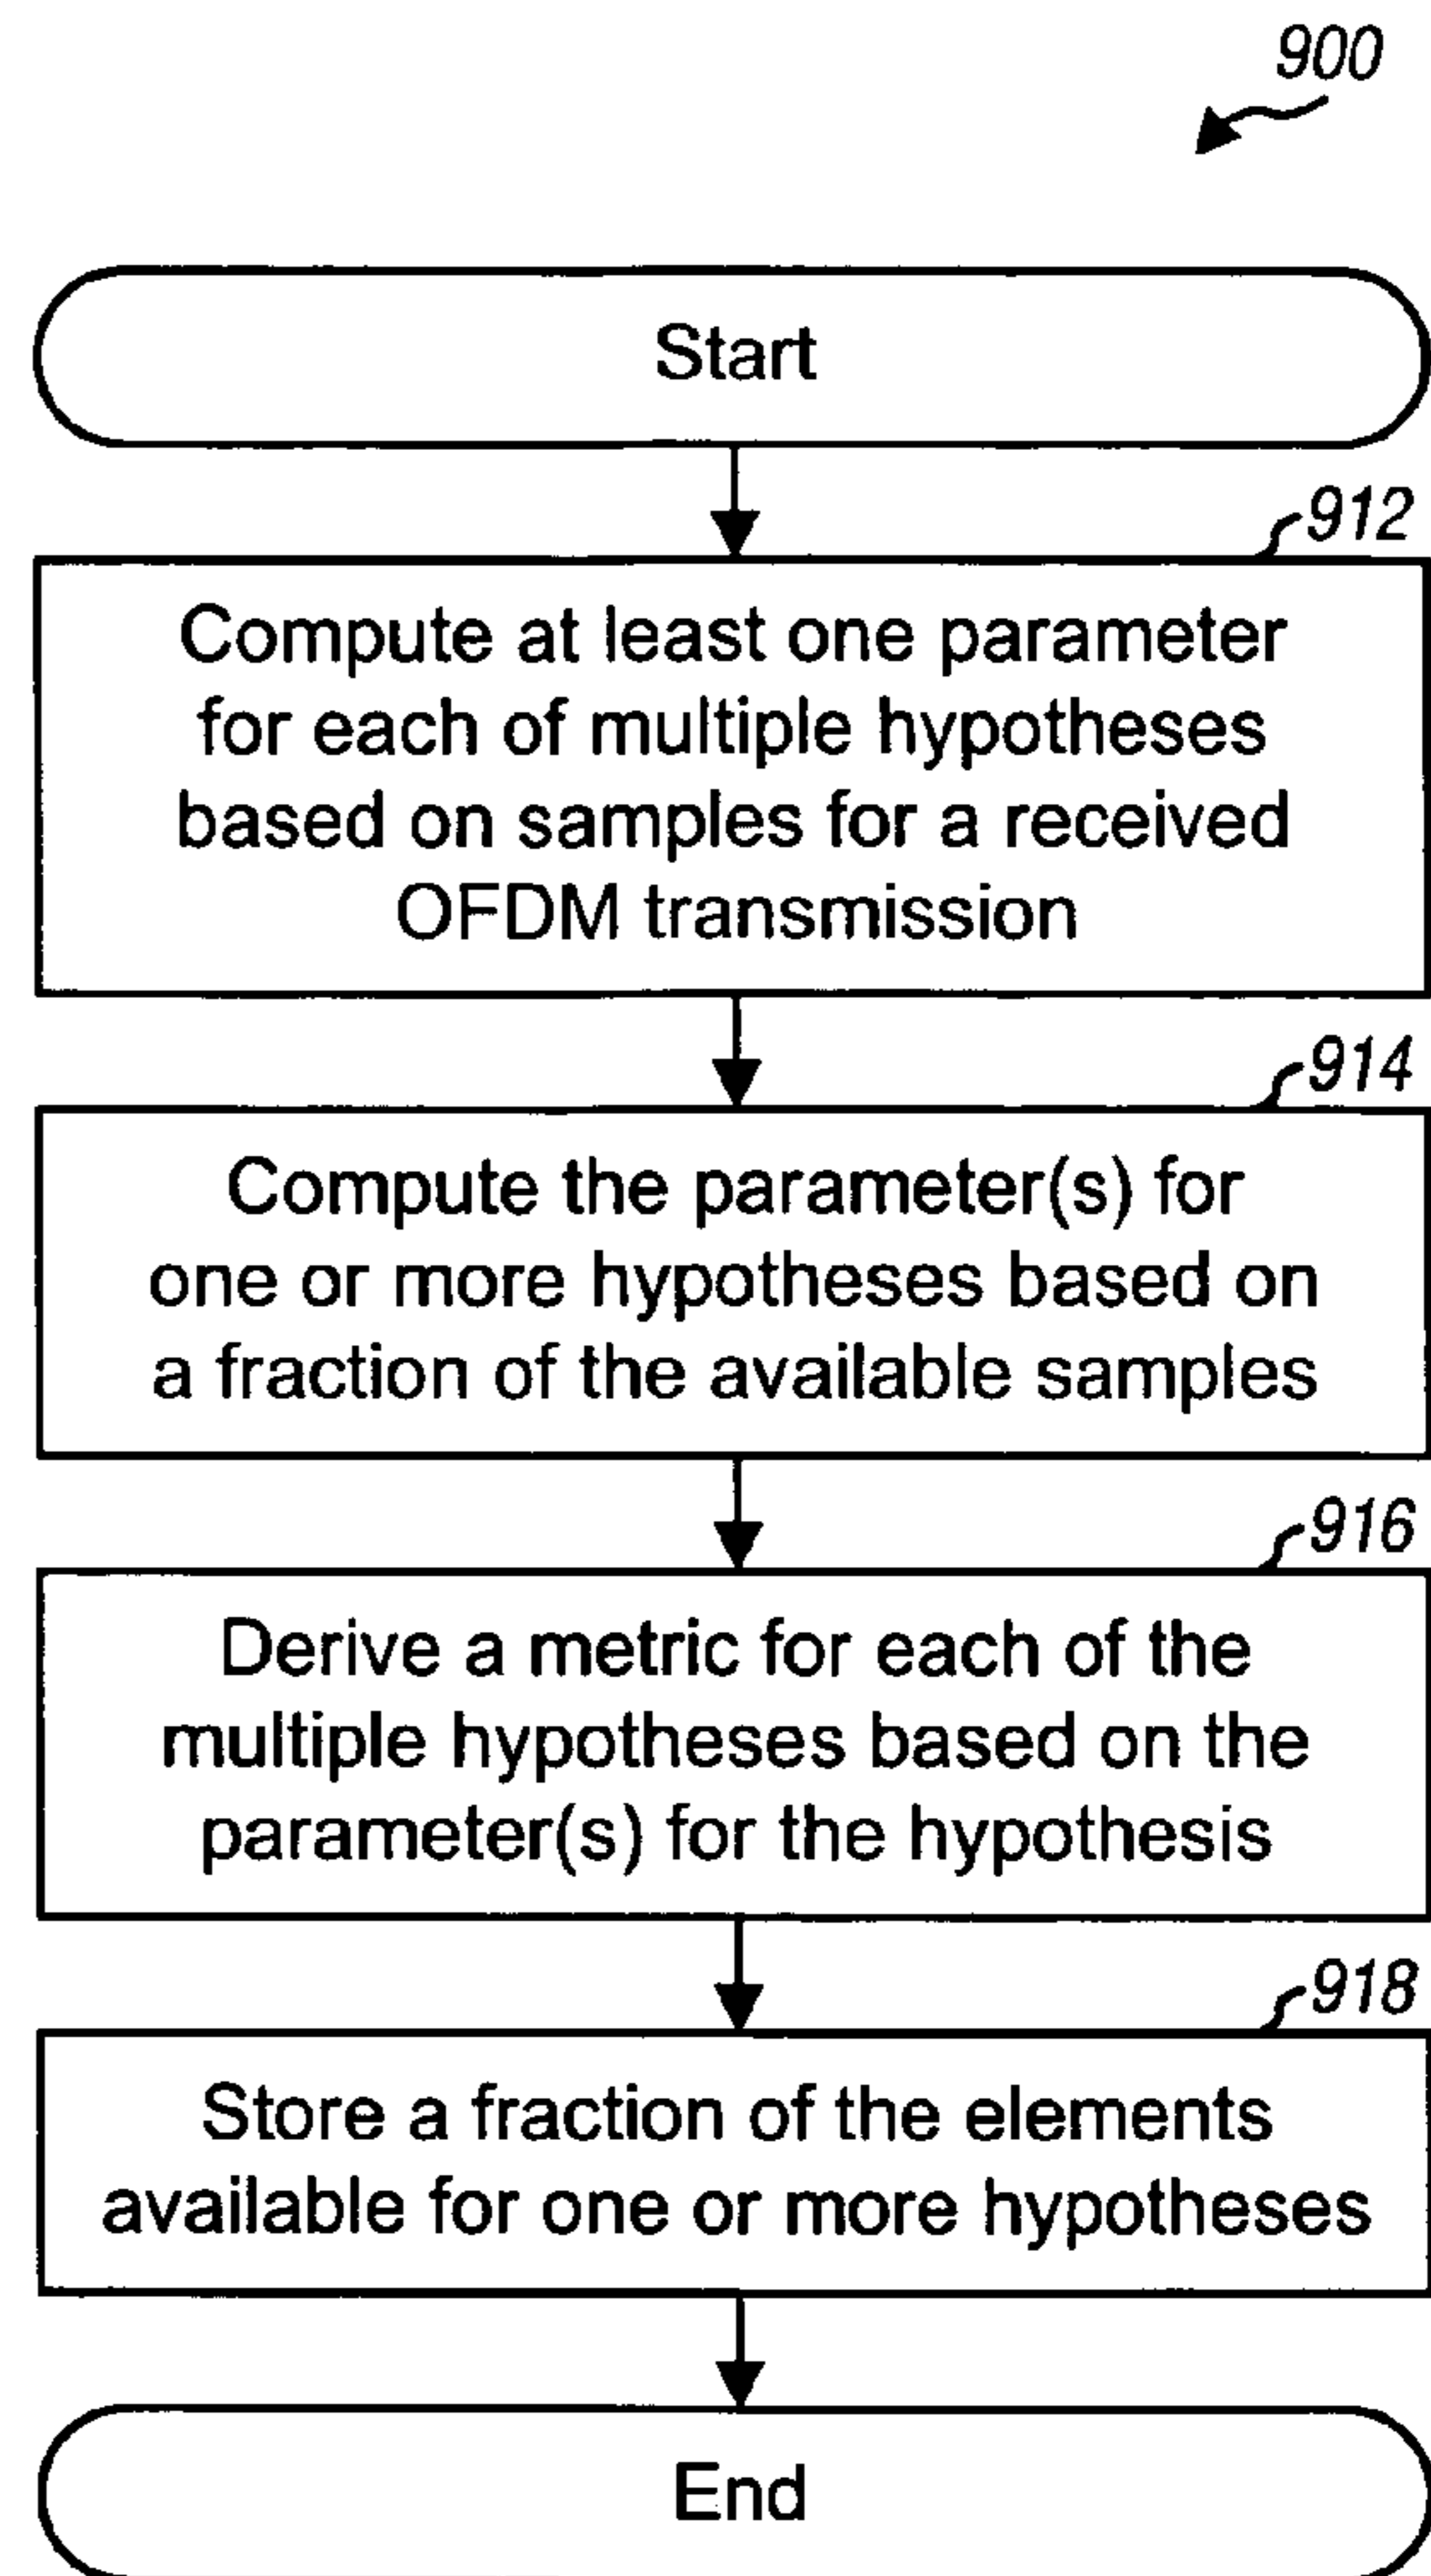 900
Start
912
Compute at least one parameter
for each of multiple hypotheses
based on samples for a received
OFDM transmission
914
Compute the parameter(s) for
one or more hypotheses based on
a fraction of the available samples
916
Derive a metric for each of the
multiple hypotheses based on the
parameter(s) for the hypothesis
918
Store a fraction of the elements
available for one or more hypotheses
End